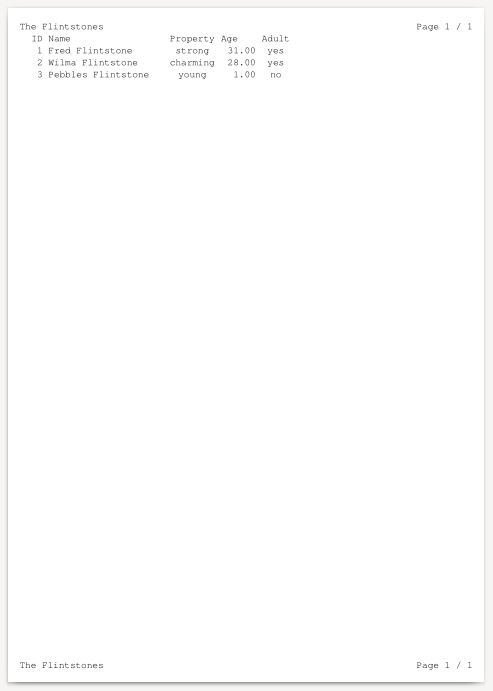 The Flintstones Page 1 / 1
ID Name Property Age Adult
1 Fred Flintstone strong 31.00 yes
2 Wilma Flintstone charming 28.00 yes
3 Pebbles Flintstone young 1.00 no
The Flintstones Page 1 / 1